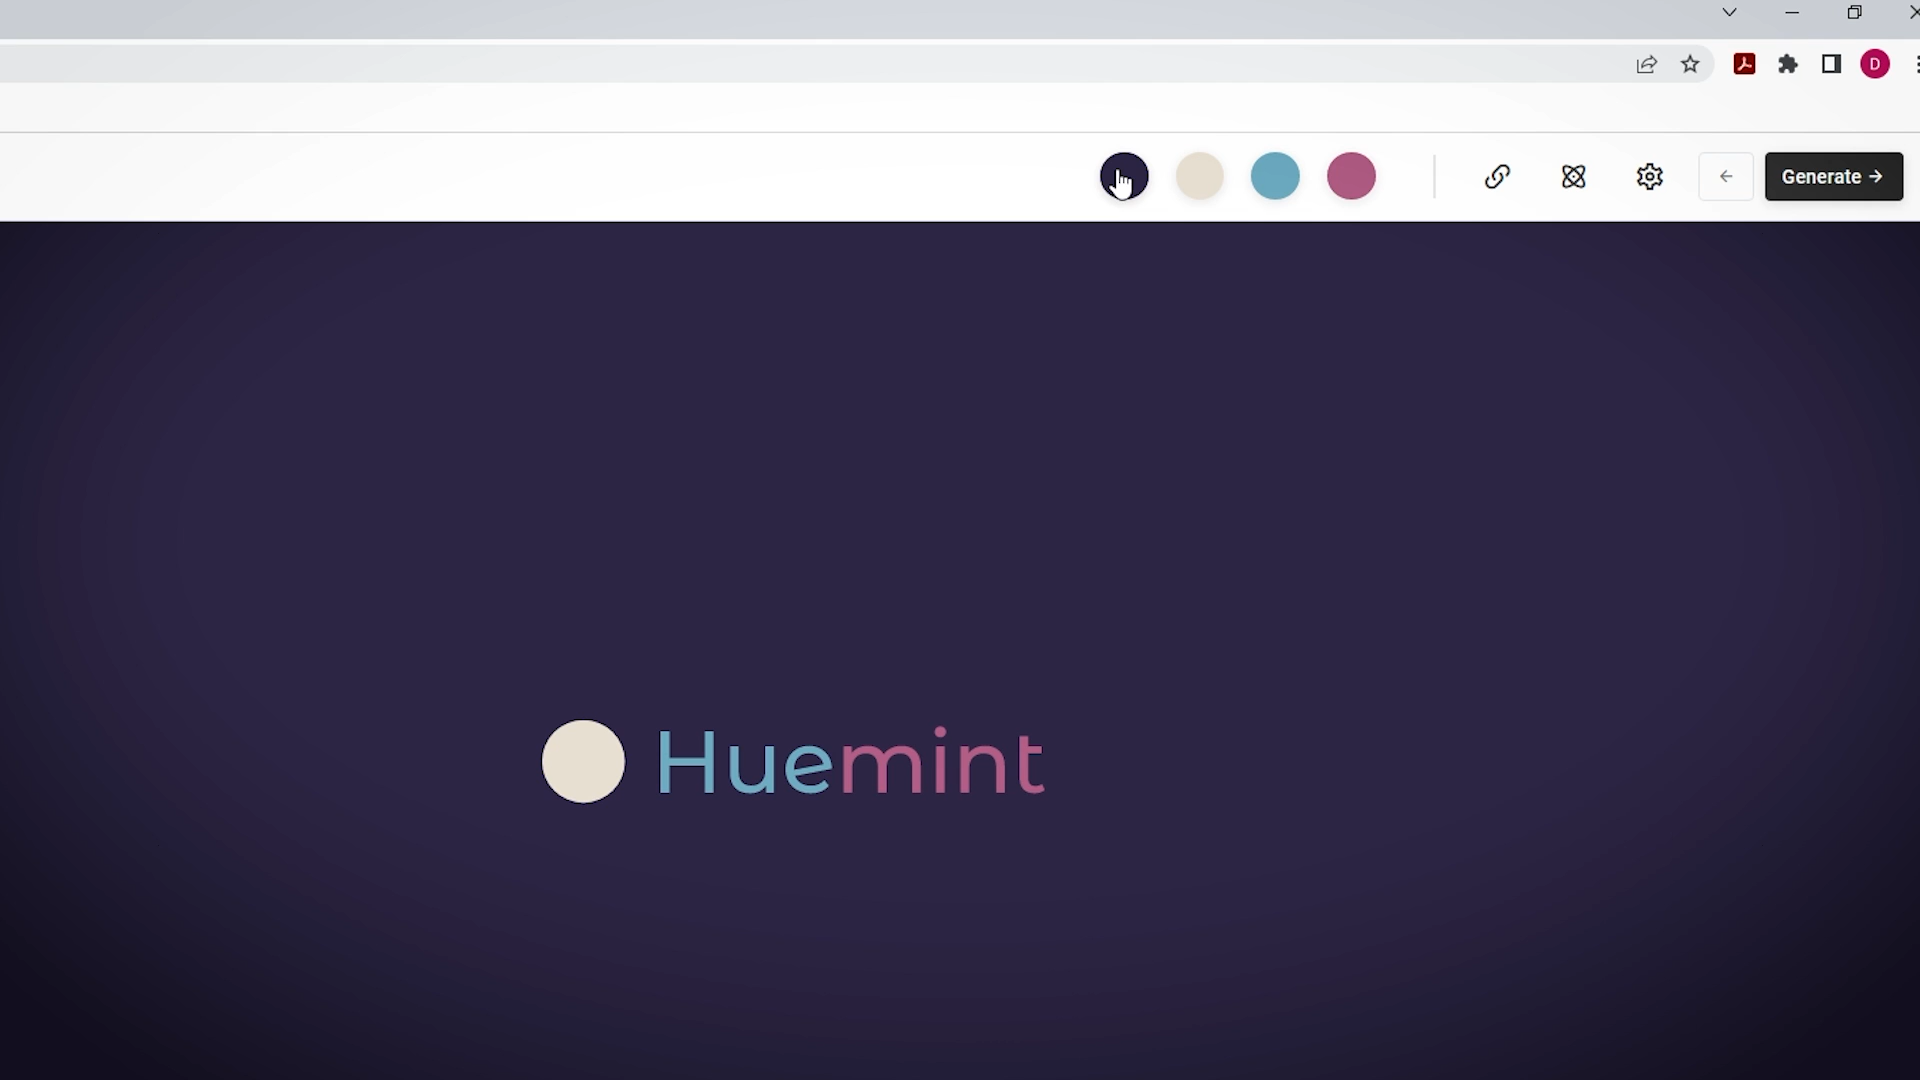 D
Generate →
Huemint